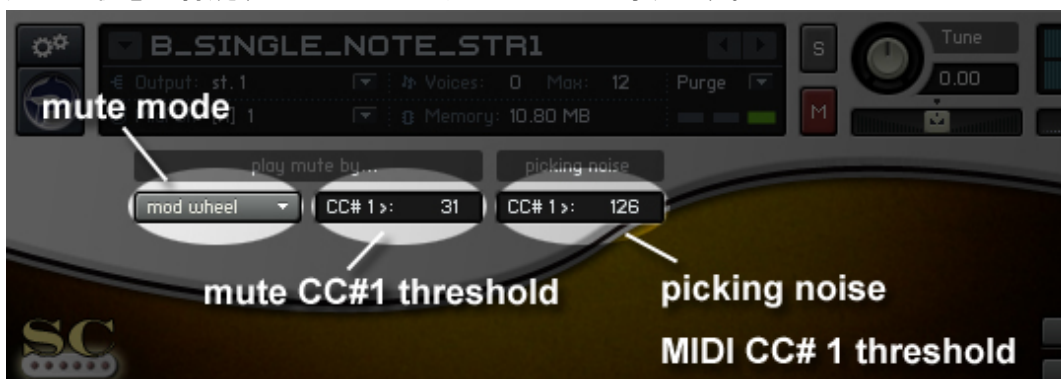 B_SINGLE_NOTE_STR1
S
Tune
Output: st. 1
Voices: 0 Max: 12
Purge
0.00
mute mode
1
Memory: 10.80 MB
M
play mute by...
picking noise
mod wheel
CC# 1 >: 31
CC# 1 >: 126
mute CC#1 threshold
picking noise
MIDI CC# 1 threshold
SC